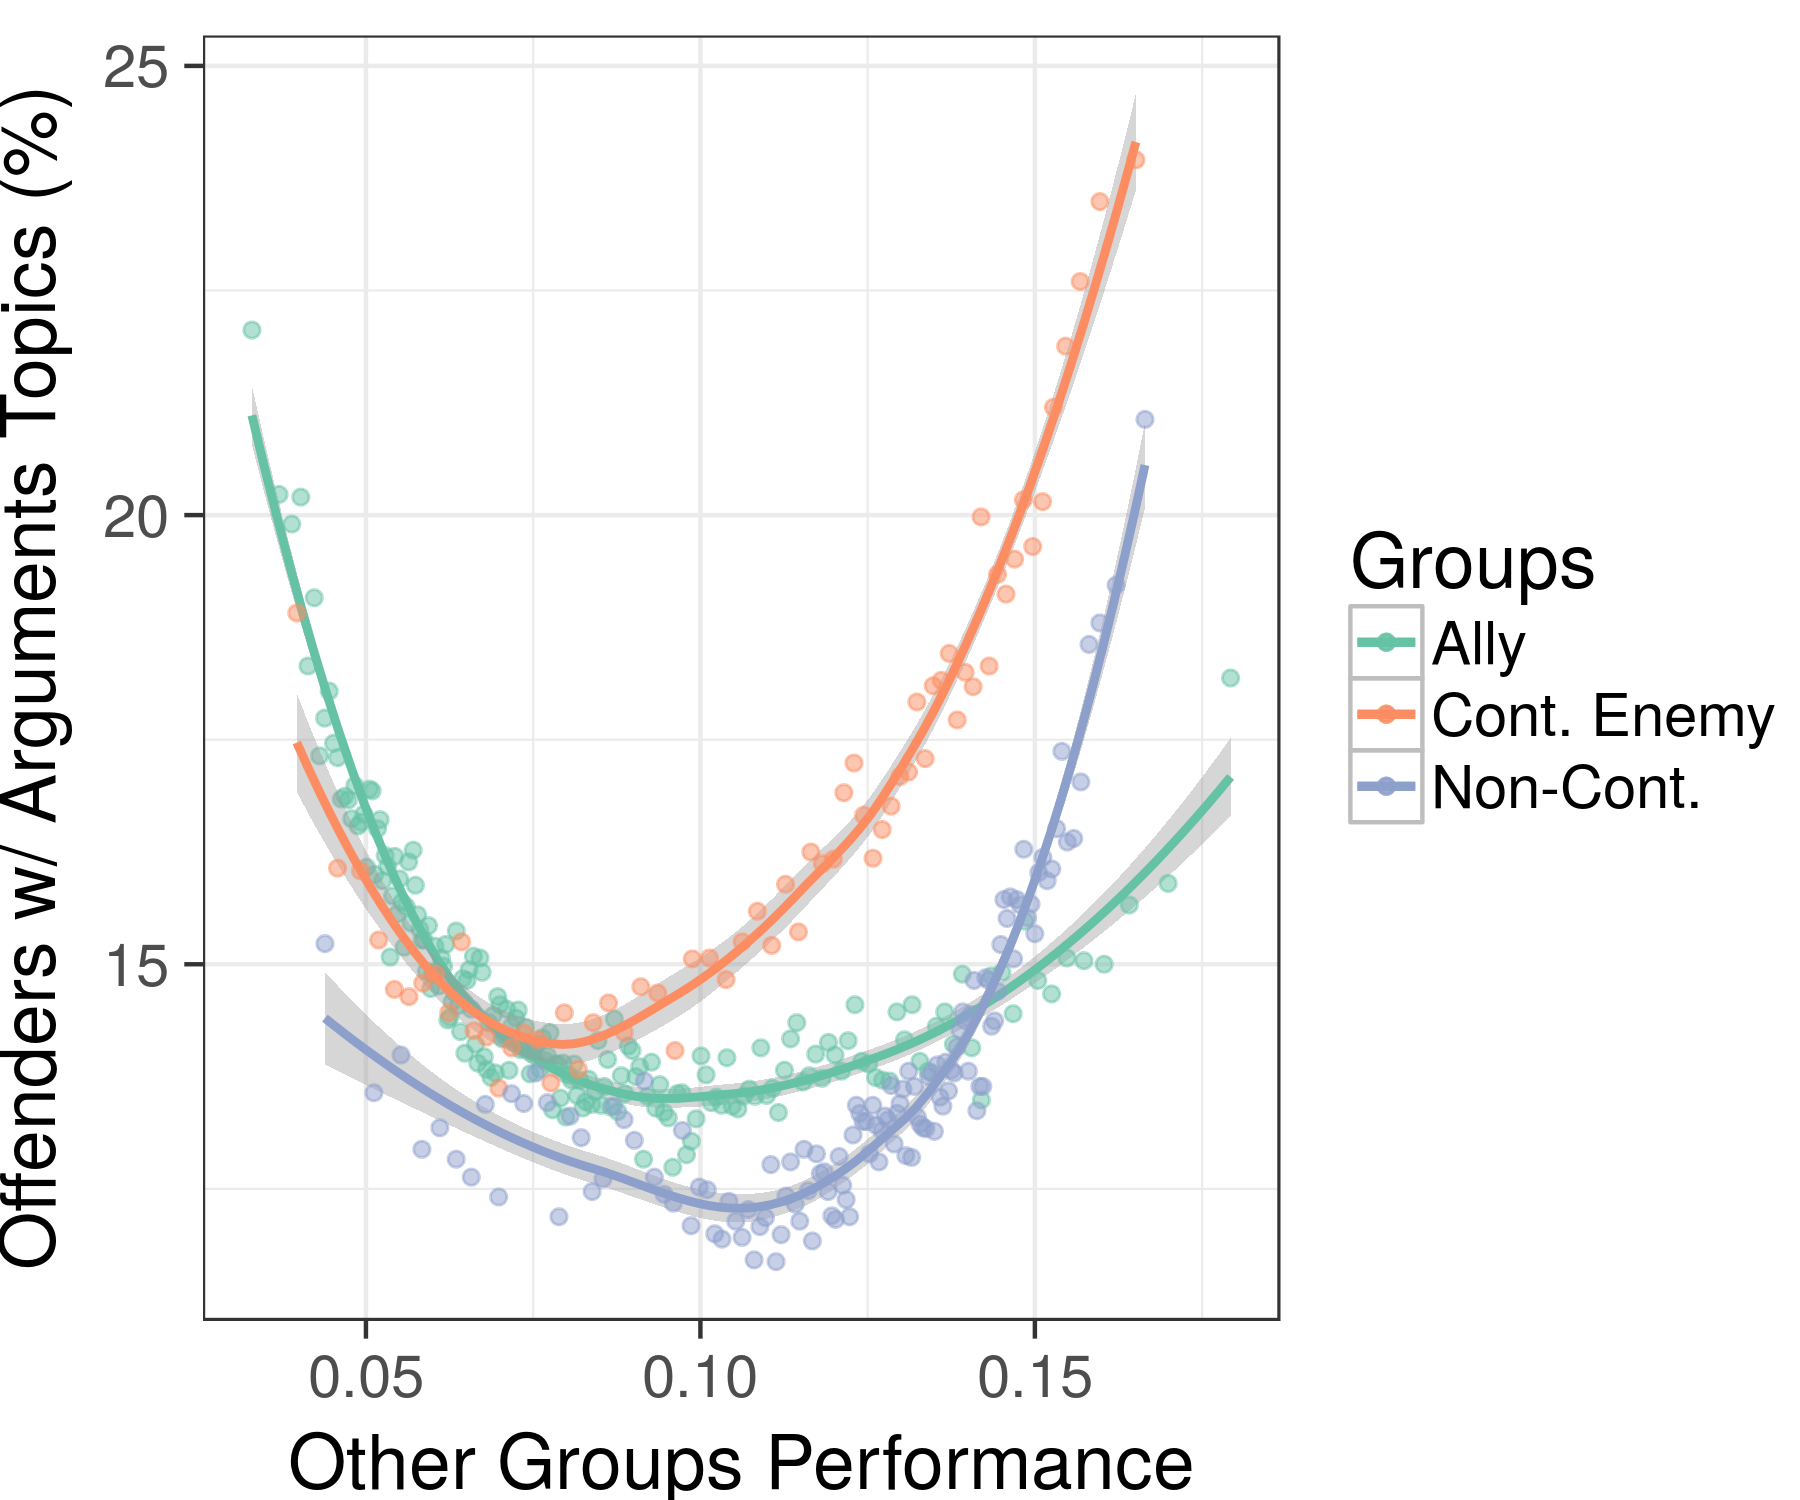 Offenders w/ Arguments Topics (%)
25
20
15
0.05 0.10 0.15
Other Groups Performance
Groups
Ally
Cont. Enemy
Non-Cont.